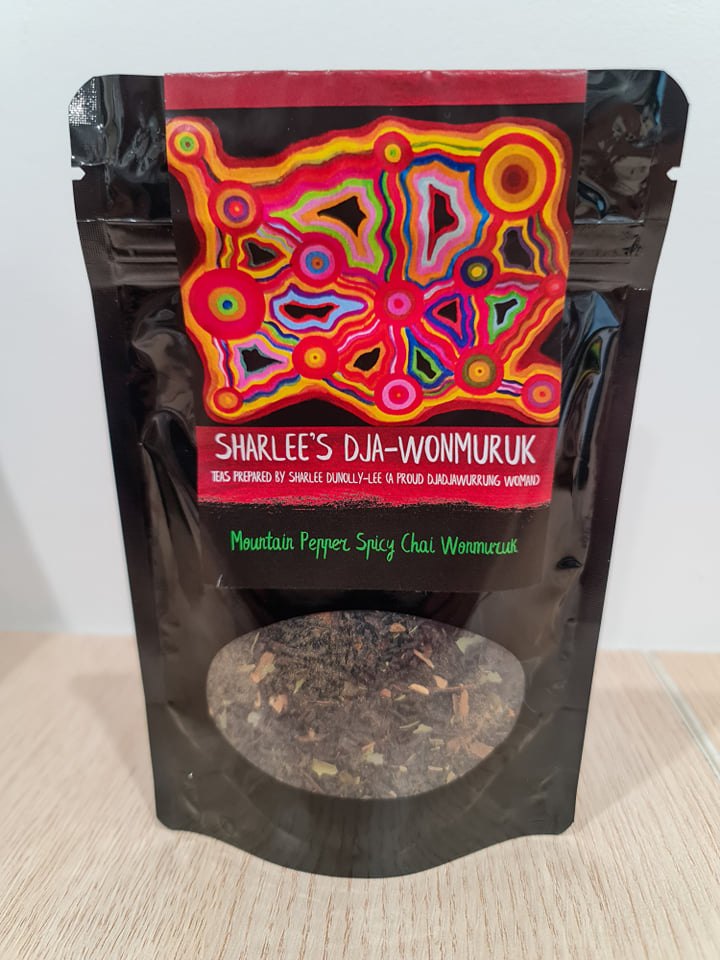 SHARLEE'S DJA-WONMURUK
TEAS PREPARED BY SHARLEE DUNOLLY-LEE (A PROUD DJADJAWURRUNG WOMAN)
Mountain Pepper Spicy Chai Wonmuruk